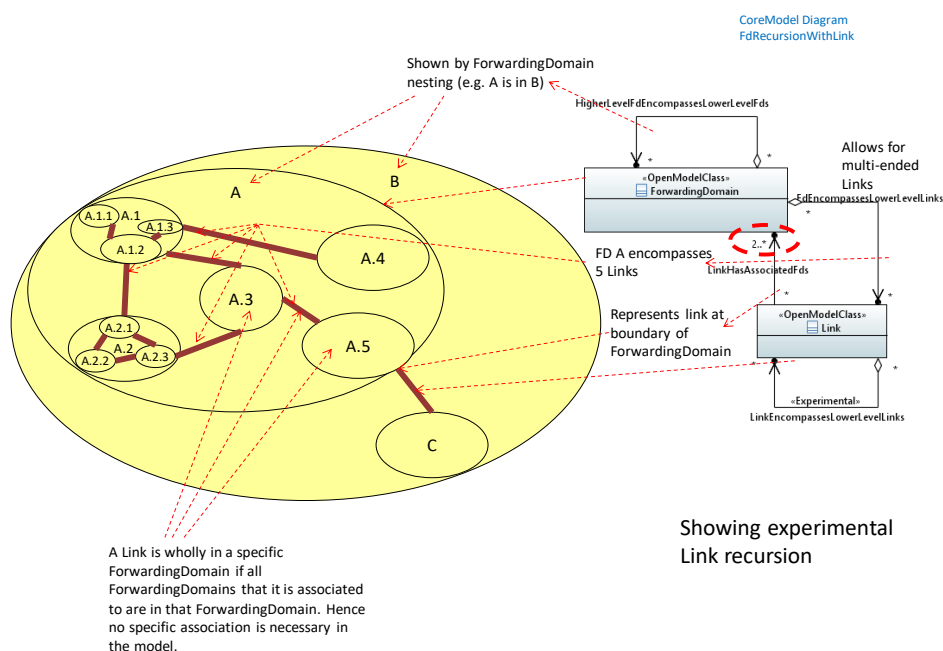 CoreModel Diagram
FdRecursionWithLink
Shown by ForwardingDomain
nesting (e.g. A is in B)
HigherLevelFdEncompassesLowerLevelFds
*
*
Allows for
multi-ended
Links
«OpenModelClass»
ForwardingDomain
FdEncompassesLowerLevelLinks
*
A
B
A.1.1
A.1
A.1.3
A.1.2
A.4
2..*
FD A encompasses
5 Links
LinkHasAssociatedFds
A.3
*
*
Represents link at
boundary of
ForwardingDomain
«OpenModelClass»
Link
A.2.1
A.2
A.2.2
A.2.3
A.5
*
*
«Experimental»
LinkEncompassesLowerLevelLinks
C
Showing experimental
Link recursion
A Link is wholly in a specific
ForwardingDomain if all
ForwardingDomains that it is associated
to are in that ForwardingDomain. Hence
no specific association is necessary in
the model.